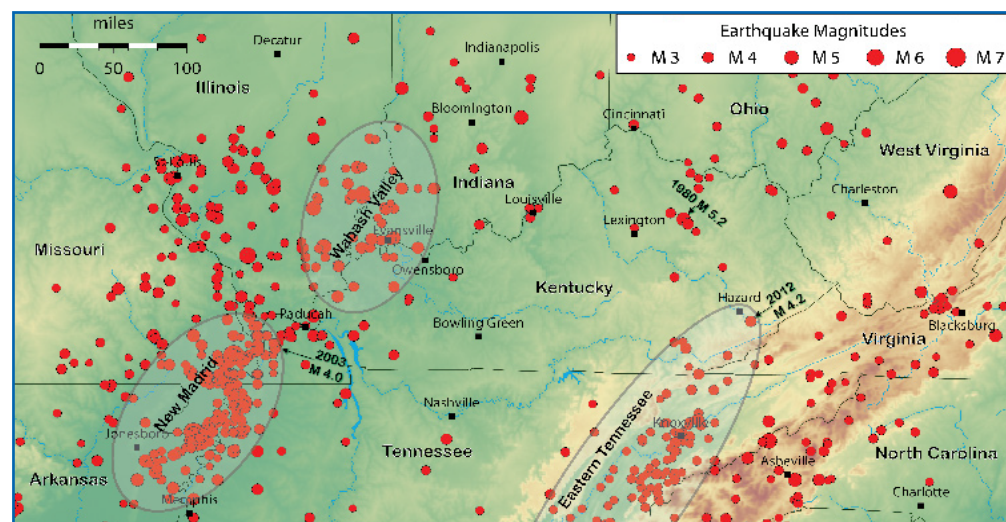 miles
0 50 100
Earthquake Magnitudes
M 3 M 4 M 5 M 6 M 7
Decatur
Indianapolis
Illinois
Bloomington
Cincinnati
Ohio
West Virginia
St. Louis
Indiana
Louisville
1980 M 5.2
Charleston
Wabash Valley
Lexington
Evansville
Missouri
Owensboro
Kentucky
Hazard
2012
M 4.2
Paducah
Bowling Green
Blacksburg
Virginia
2003
M 4.0
New Madrid
Nashville
Knoxville
Jonesboro
Tennessee
Eastern Tennessee
Asheville
North Carolina
Arkansas
Memphis
Charlotte